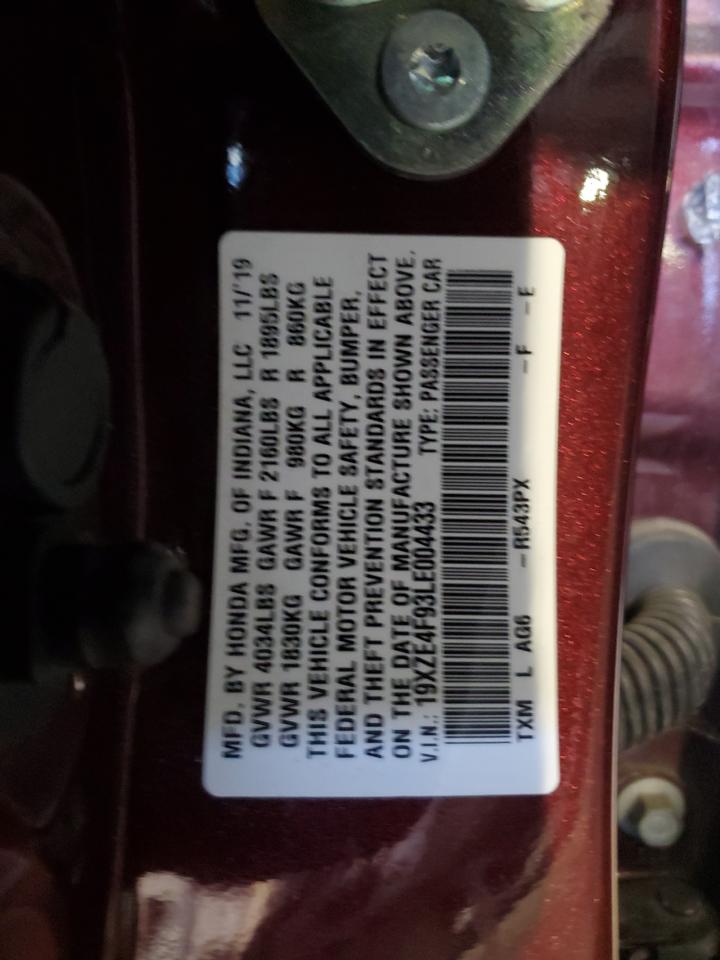 MFD. BY HONDA MFG. OF INDIANA, LLC 11/'19
GVWR 4034LBS GAWR F 2160LBS R 1895LBS
GVWR 1830KG GAWR F 980KG R 860KG
THIS VEHICLE CONFORMS TO ALL APPLICABLE
FEDERAL MOTOR VEHICLE SAFETY, BUMPER,
AND THEFT PREVENTION STANDARDS IN EFFECT
ON THE DATE OF MANUFACTURE SHOWN ABOVE.
V.I.N.: 19XZE4F93LE004433 TYPE: PASSENGER CAR
TXM L AG6 - R543PX - F - E